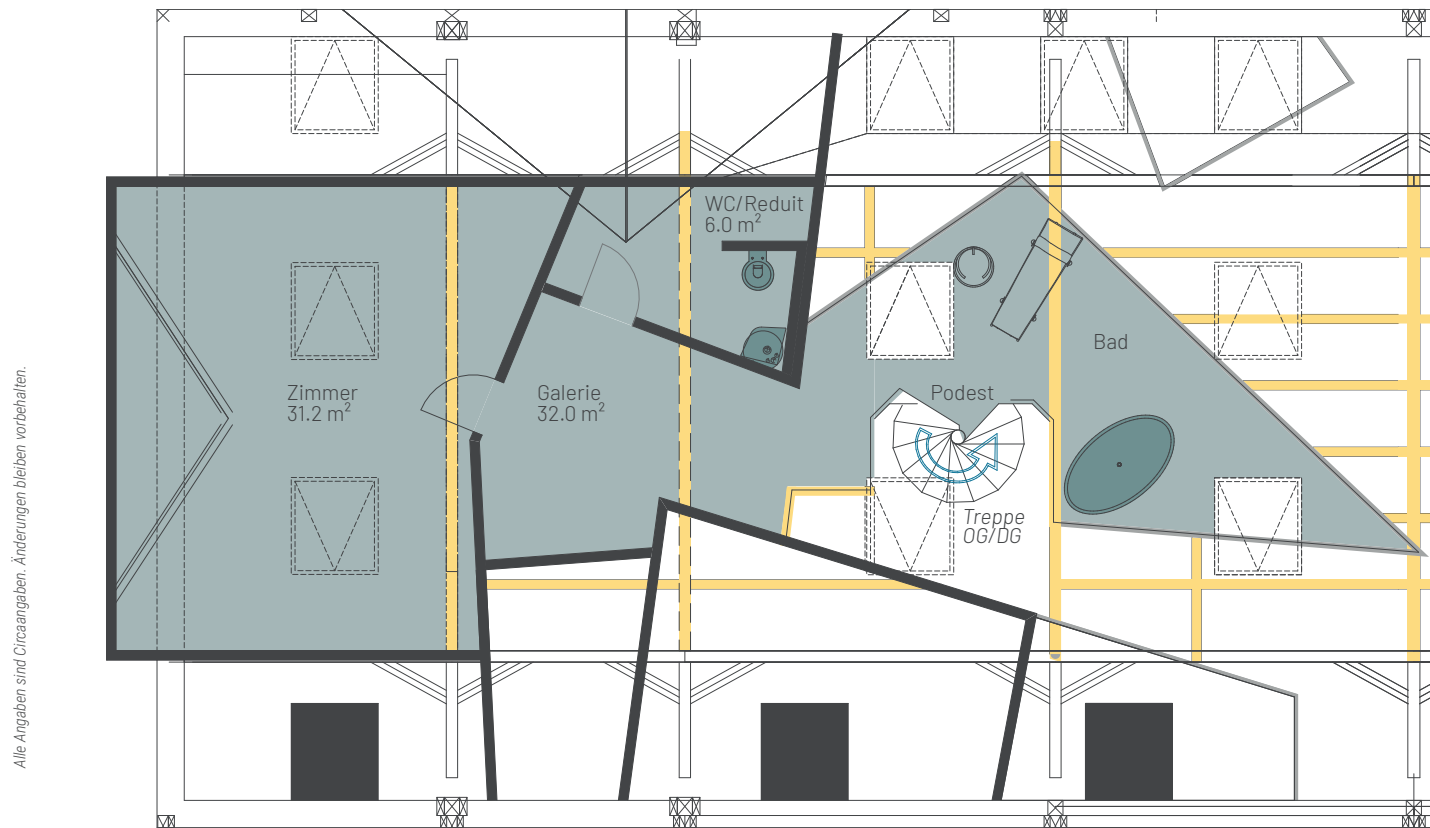 WC/Reduit
6.0 m²
Zimmer
31.2 m²
Galerie
32.0 m²
Podest
Bad
Treppe
OG/DG
Alle Angaben sind Circaangaben. Änderungen bleiben vorbehalten.